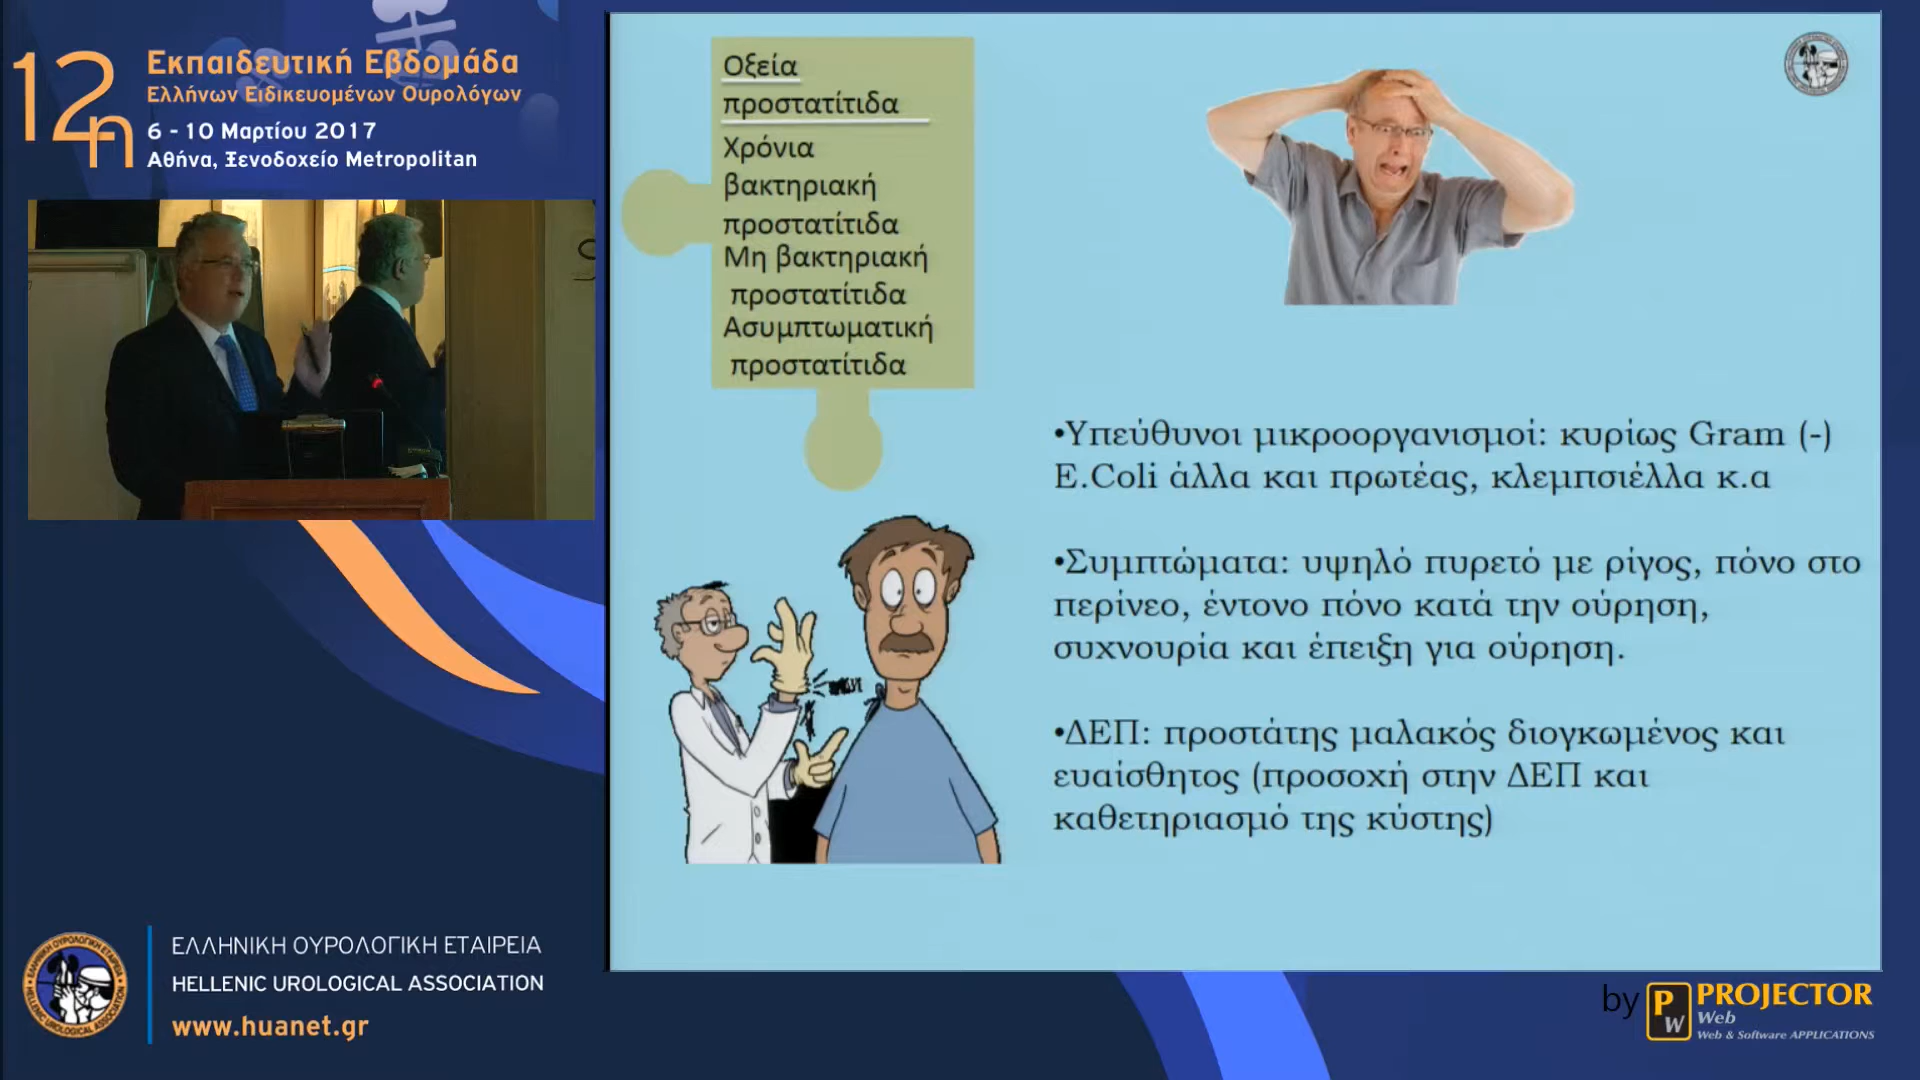 12η
Εκπαιδευτική Εβδομάδα
Ελλήνων Ειδικευομένων Ουρολόγων
6 - 10 Μαρτίου 2017
Αθήνα, Ξενοδοχείο Metropolitan
Οξεία
προστατίτιδα
Χρόνια
βακτηριακή
προστατίτιδα
Μη βακτηριακή
προστατίτιδα
Ασυμπτωματική
προστατίτιδα
•Υπεύθυνοι μικροοργανισμοί: κυρίως Gram (-)
E.Coli άλλα και πρωτέας, κλεμπσιέλλα κ.α
•Συμπτώματα: υψηλό πυρετό με ρίγος, πόνο στο
περίνεο, έντονο πόνο κατά την ούρηση,
συχνουρία και έπειξη για ούρηση.
•ΔΕΠ: προστάτης μαλακός διογκωμένος και
ευαίσθητος (προσοχή στην ΔΕΠ και
καθετηριασμό της κύστης)
ΕΛΛΗΝΙΚΗ ΟΥΡΟΛΟΓΙΚΗ ΕΤΑΙΡΕΙΑ
HELLENIC UROLOGICAL ASSOCIATION
www.huanet.gr
by PW PROJECTOR
Web
Web & Software APPLICATIONS